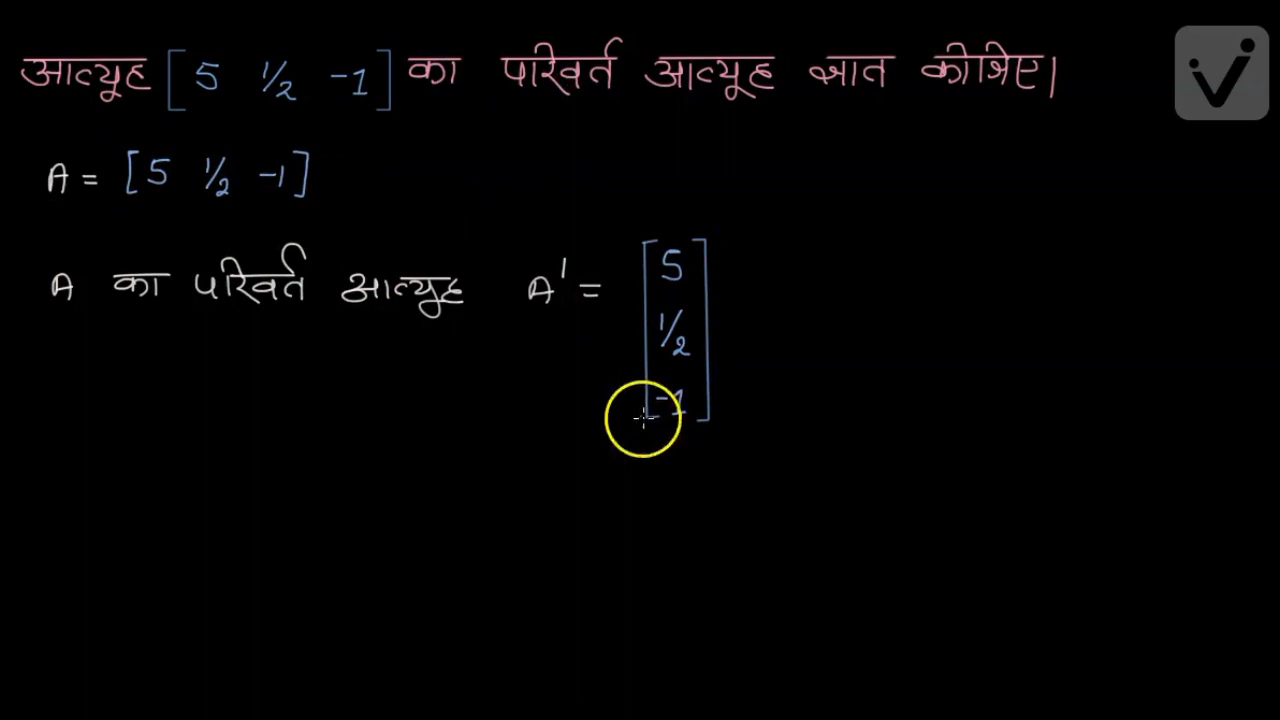 आव्यूह [ 5 1/2 -1 ] का परिवर्त आव्यूह ज्ञात कीजिए।
A = [ 5 1/2 -1 ]
A का परिवर्त आव्यूह A' = [ 5
1/2
-1 ]